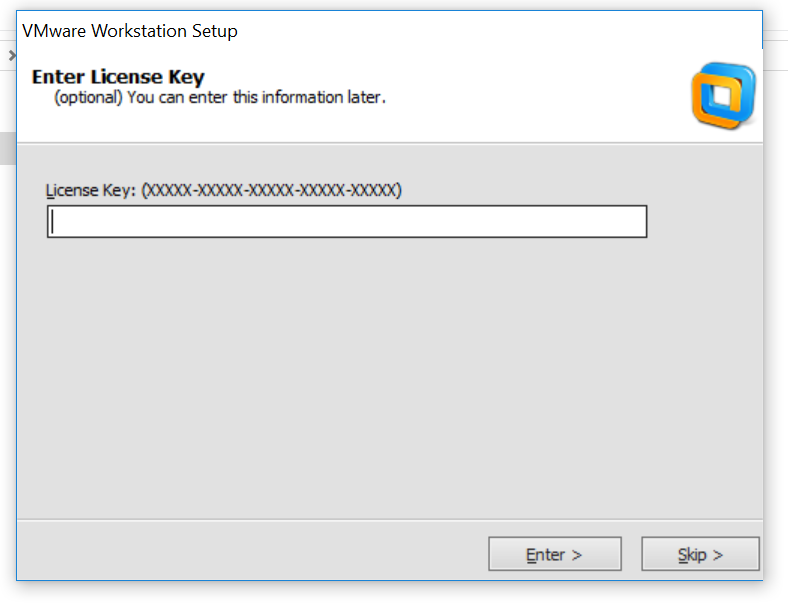 VMware Workstation Setup
Enter License Key
(optional) You can enter this information later.
License Key: (XXXXX-XXXXX-XXXXX-XXXXX-XXXXX)
Enter >
Skip >